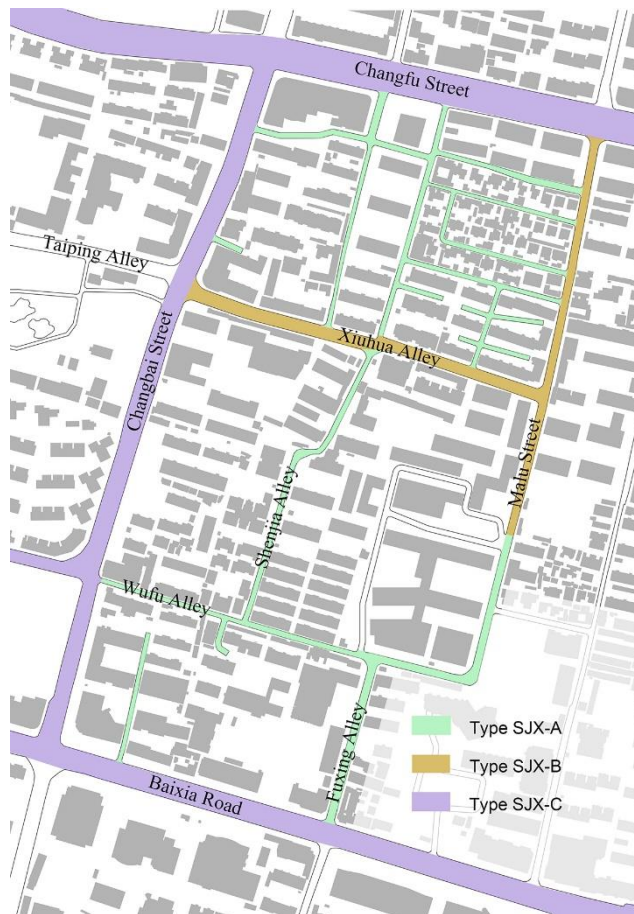 Changfu Street
Taiping Alley
Xiuhua Alley
Changbai Street
Malu Street
Shenjia Alley
Wufu Alley
Fuxing Alley
Type SJX-A
Type SJX-B
Type SJX-C
Baixia Road